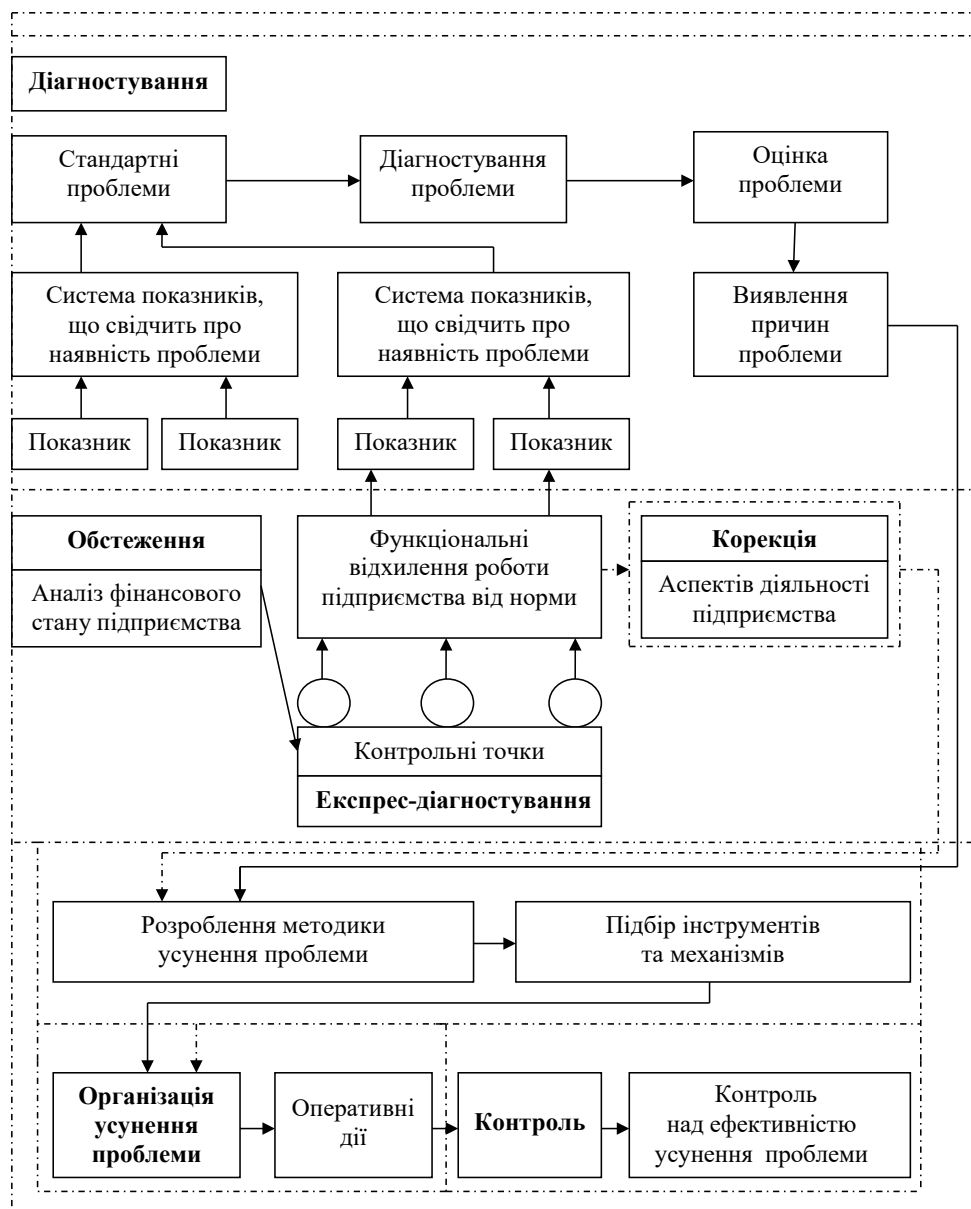 Діагностування
Стандартні
проблеми
Діагностування
проблеми
Оцінка
проблеми
Система показників,
що свідчить про
наявність проблеми
Система показників,
що свідчить про
наявність проблеми
Виявлення
причин
проблеми
Показник
Показник
Показник
Показник
Обстеження
Аналіз фінансового
стану підприємства
Функціональні
відхилення роботи
підприємства від норми
Корекція
Аспектів діяльності
підприємства
Контрольні точки
Експрес-діагностування
Розроблення методики
усунення проблеми
Підбір інструментів
та механізмів
Організація
усунення
проблеми
Оперативні
дії
Контроль
Контроль
над ефективністю
усунення проблеми